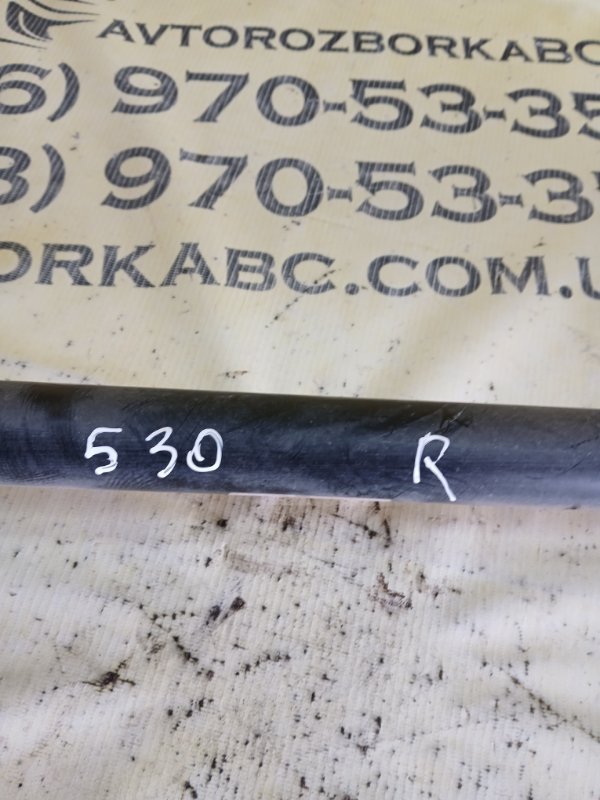 AVTOROZBORKABC
6) 970-53-35
3) 970-53-3
ORKABC.COM.U
530 R